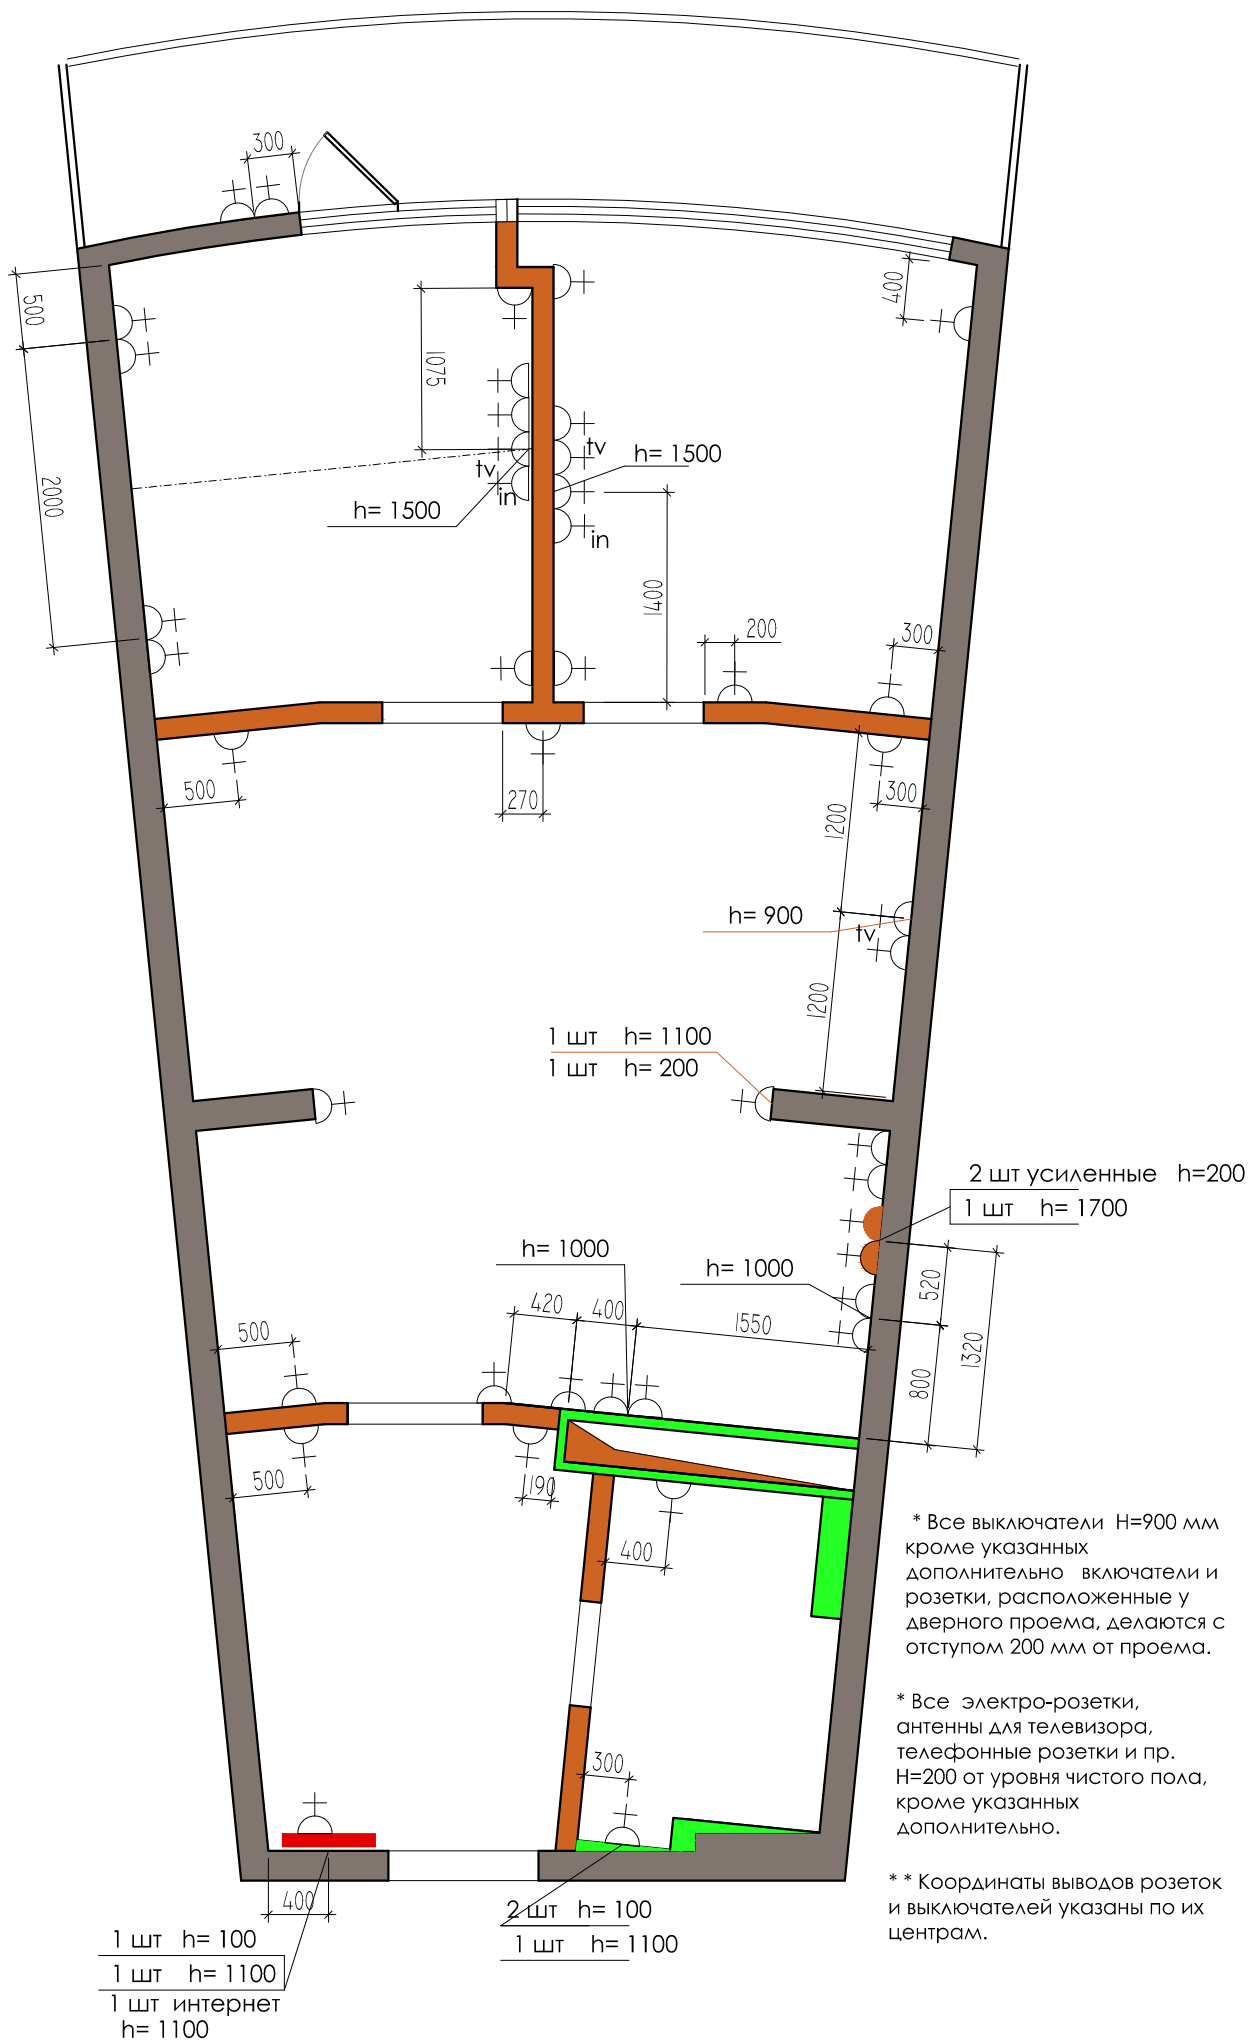 300
500
400
1075
tv
h= 1500
tv
in
2000
h= 1500
in
1400
200
300
500
270
300
1200
h= 900
tv
1200
1 шт h= 1100
1 шт h= 200
2 шт усиленные h=200
1 шт h= 1700
h= 1000
h= 1000
520
420
400
1550
1320
500
800
500
190
400
* Все выключатели Н=900 мм
кроме указанных
дополнительно включатели и
розетки, расположенные у
дверного проема, делаются с
отступом 200 мм от проема.
* Все электро-розетки,
антенны для телевизора,
телефонные розетки и пр.
Н=200 от уровня чистого пола,
кроме указанных
дополнительно.
* * Координаты выводов розеток
и выключателей указаны по их
центрам.
300
400
2 шт h= 100
1 шт h= 1100
1 шт h= 100
1 шт h= 1100
1 шт интернет
h= 1100